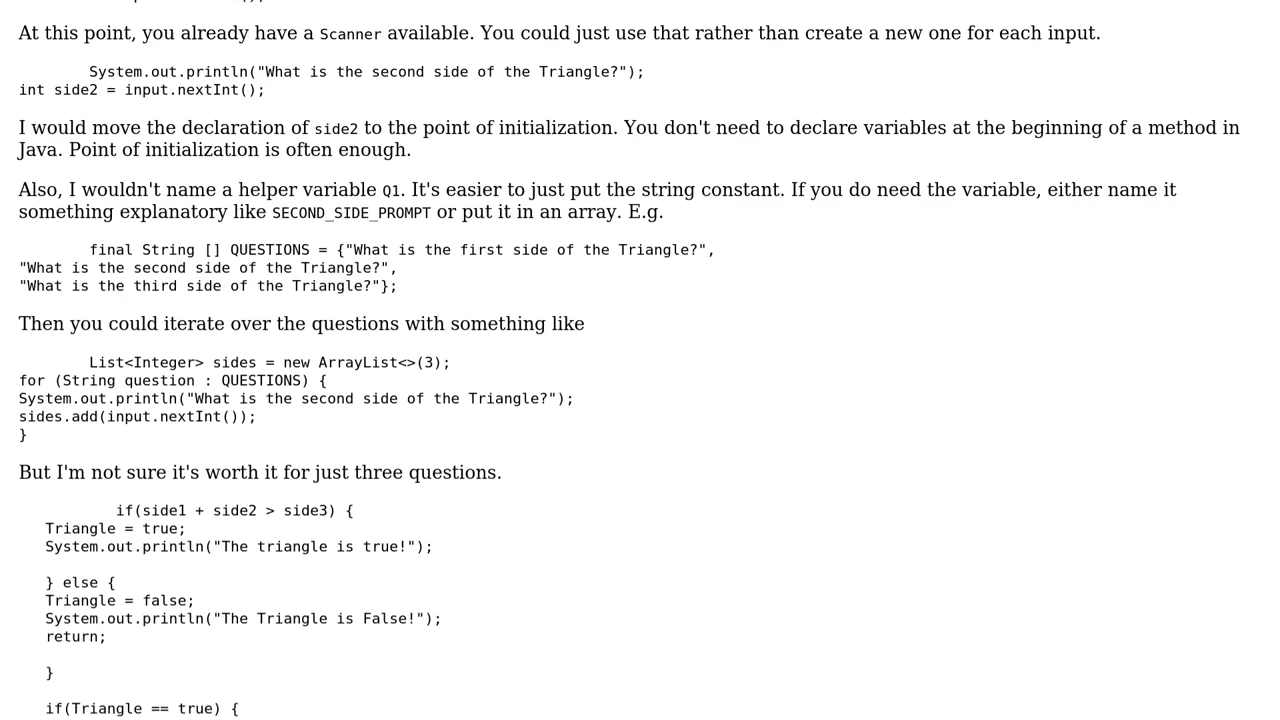 At this point, you already have a Scanner available. You could just use that rather than create a new one for each input.
System.out.println("What is the second side of the Triangle?");
int side2 = input.nextInt();
I would move the declaration of side2 to the point of initialization. You don't need to declare variables at the beginning of a method in
Java. Point of initialization is often enough.
Also, I wouldn't name a helper variable Q1. It's easier to just put the string constant. If you do need the variable, either name it
something explanatory like SECOND_SIDE_PROMPT or put it in an array. E.g.
final String [] QUESTIONS = {"What is the first side of the Triangle?",
"What is the second side of the Triangle?",
"What is the third side of the Triangle?"};
Then you could iterate over the questions with something like
List<Integer> sides = new ArrayList<>(3);
for (String question : QUESTIONS) {
System.out.println("What is the second side of the Triangle?");
sides.add(input.nextInt());
}
But I'm not sure it's worth it for just three questions.
if(side1 + side2 > side3) {
Triangle = true;
System.out.println("The triangle is true!");
} else {
Triangle = false;
System.out.println("The Triangle is False!");
return;
}
if(Triangle == true) {